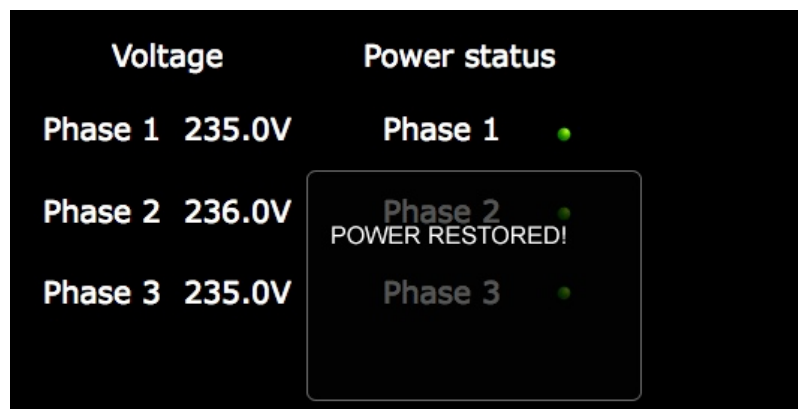 Voltage Power status
Phase 1 235.0V Phase 1
Phase 2 236.0V Phase 2
POWER RESTORED!
Phase 3 235.0V Phase 3